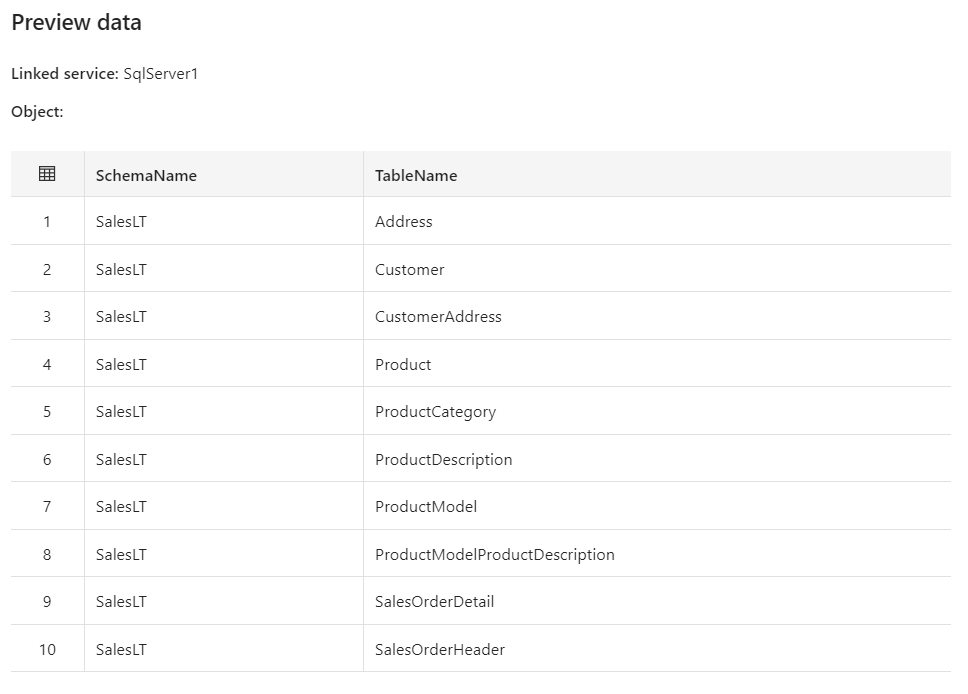 Preview data
Linked service: SqlServer1
Object:
SchemaName TableName
1 SalesLT Address
2 SalesLT Customer
3 SalesLT CustomerAddress
4 SalesLT Product
5 SalesLT ProductCategory
6 SalesLT ProductDescription
7 SalesLT ProductModel
8 SalesLT ProductModelProductDescription
9 SalesLT SalesOrderDetail
10 SalesLT SalesOrderHeader